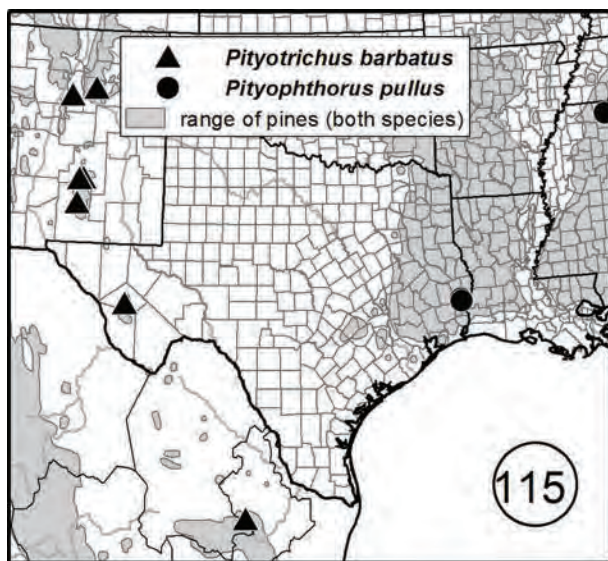 Pityotrichus barbatus
Pityophthorus pullus
range of pines (both species)
115